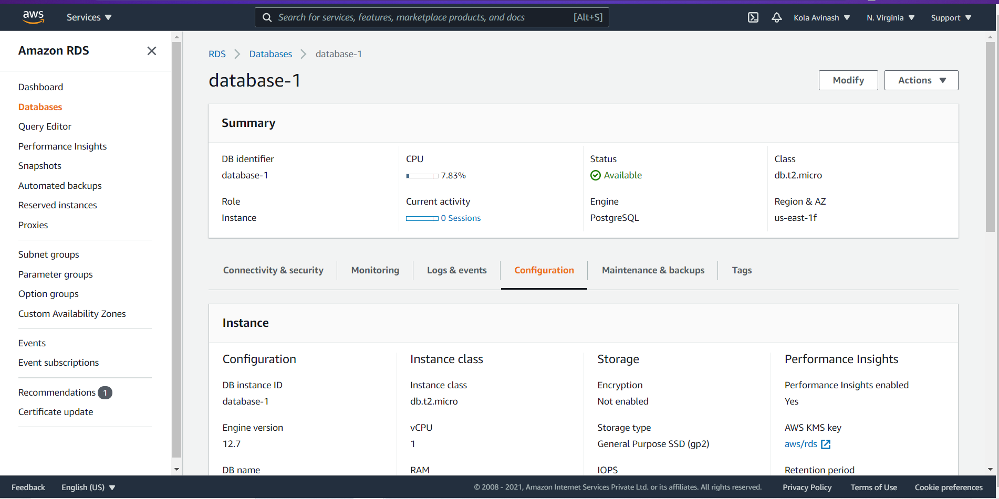 aws
Services
Search for services, features, marketplace products, and docs [Alt+S]
Kola Avinash
N. Virginia
Support
Amazon RDS
Dashboard
Databases
Query Editor
Performance Insights
Snapshots
Automated backups
Reserved instances
Proxies
Subnet groups
Parameter groups
Option groups
Custom Availability Zones
Events
Event subscriptions
Recommendations 1
Certificate update
RDS Databases database-1
database-1
Modify
Actions
Summary
DB identifier
database-1
Role
Instance
CPU
7.83%
Current activity
0 Sessions
Status
Available
Engine
PostgreSQL
Class
db.t2.micro
Region & AZ
us-east-1f
Connectivity & security
Monitoring
Logs & events
Configuration
Maintenance & backups
Tags
Instance
Configuration
DB instance ID
database-1
Engine version
12.7
DB name
Instance class
Instance class
db.t2.micro
vCPU
1
RAM
Storage
Encryption
Not enabled
Storage type
General Purpose SSD (gp2)
IOPS
Performance Insights
Performance Insights enabled
Yes
AWS KMS key
aws/rds
Retention period
Feedback
English (US)
© 2008 - 2021, Amazon Internet Services Private Ltd. or its affiliates. All rights reserved.
Privacy Policy
Terms of Use
Cookie preferences